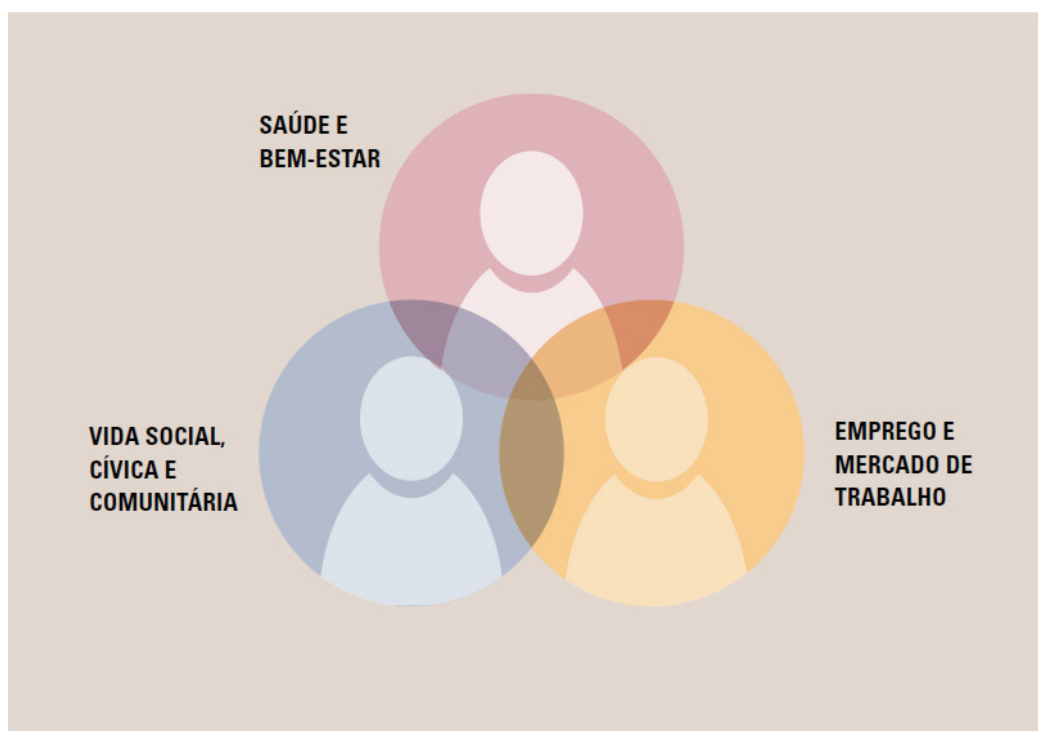 SAÚDE E
BEM-ESTAR
VIDA SOCIAL,
CÍVICA E
COMUNITÁRIA
EMPREGO E
MERCADO DE
TRABALHO